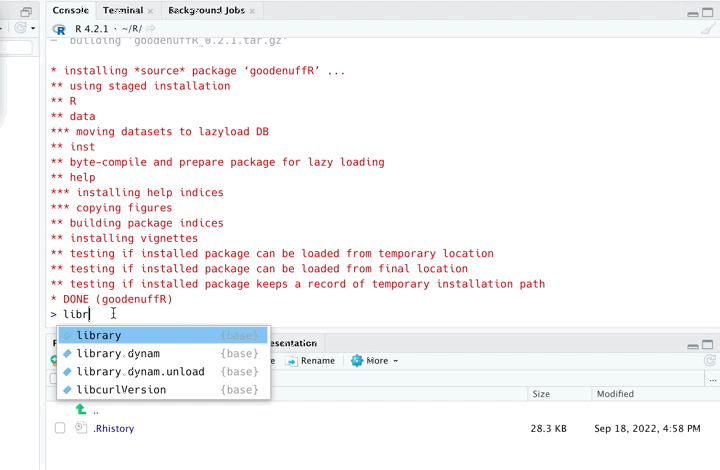 Console Terminal × Background Jobs ×
R 4.2.1 · ~/R/
— building 'goodenuffR_0.2.1.tar.gz'
* installing *source* package ‘goodenuffR’ ...
** using staged installation
** R
** data
*** moving datasets to lazyload DB
** inst
** byte-compile and prepare package for lazy loading
** help
*** installing help indices
*** copying figures
** building package indices
** installing vignettes
** testing if installed package can be loaded from temporary location
** testing if installed package can be loaded from final location
** testing if installed package keeps a record of temporary installation path
* DONE (goodenuffR)
> libr
library {base}
library.dynam {base}
library.dynam.unload {base}
libcurlVersion {base}
esentation
Rename More
...
Size Modified
..
.Rhistory 28.3 KB Sep 18, 2022, 4:58 PM